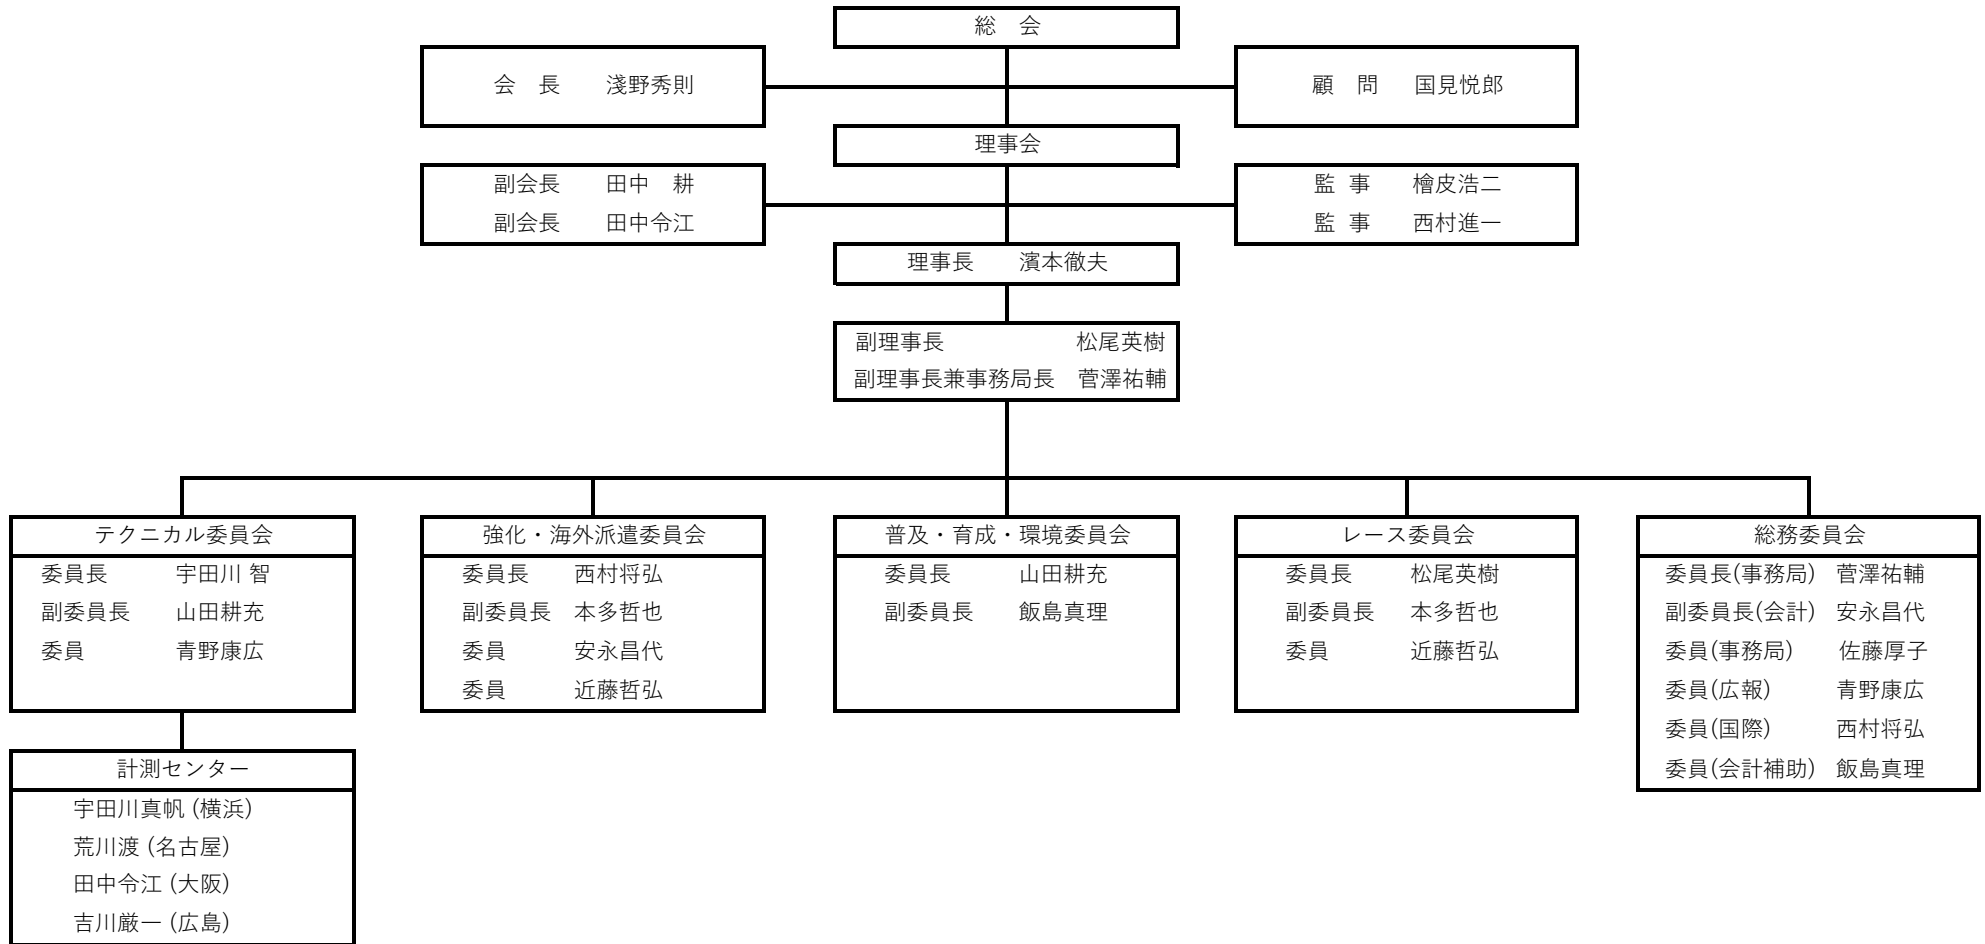 総　会
会　長　　淺野秀則
顧　問　国見悦郎
理事会
副会長　　田中　耕
副会長　　田中令江
監 事　檜皮浩二
監 事　西村進一
理事長　　濱本徹夫
副理事長　　　　　　松尾英樹
副理事長兼事務局長　菅澤祐輔
テクニカル委員会
委員長　　　宇田川 智
副委員長　　山田耕充
委員　　　　青野康広
強化・海外派遣委員会
委員長　　西村将弘
副委員長　本多哲也
委員　　　安永昌代
委員　　　近藤哲弘
普及・育成・環境委員会
委員長　　　山田耕充
副委員長　　飯島真理
レース委員会
委員長　　松尾英樹
副委員長　本多哲也
委員　　　近藤哲弘
総務委員会
委員長(事務局)　菅澤祐輔
副委員長(会計)　安永昌代
委員(事務局)　　佐藤厚子
委員(広報)　　　青野康広
委員(国際)　　　西村将弘
委員(会計補助)　飯島真理
計測センター
宇田川真帆 (横浜)
荒川渡 (名古屋)
田中令江 (大阪)
吉川厳一 (広島)